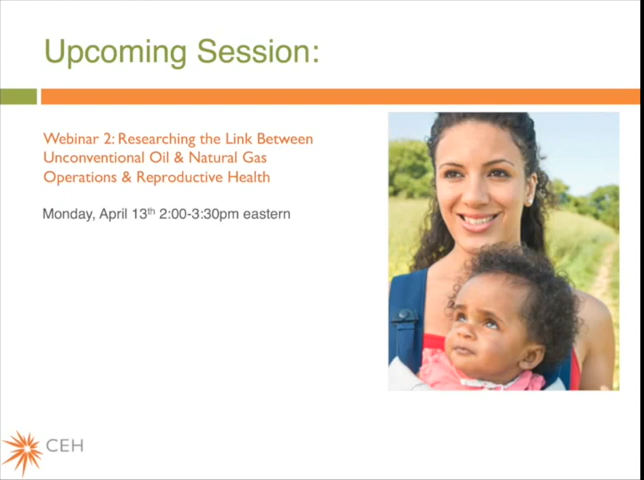 Upcoming Session:
Webinar 2: Researching the Link Between
Unconventional Oil & Natural Gas
Operations & Reproductive Health
Monday, April 13th 2:00-3:30pm eastern
CEH